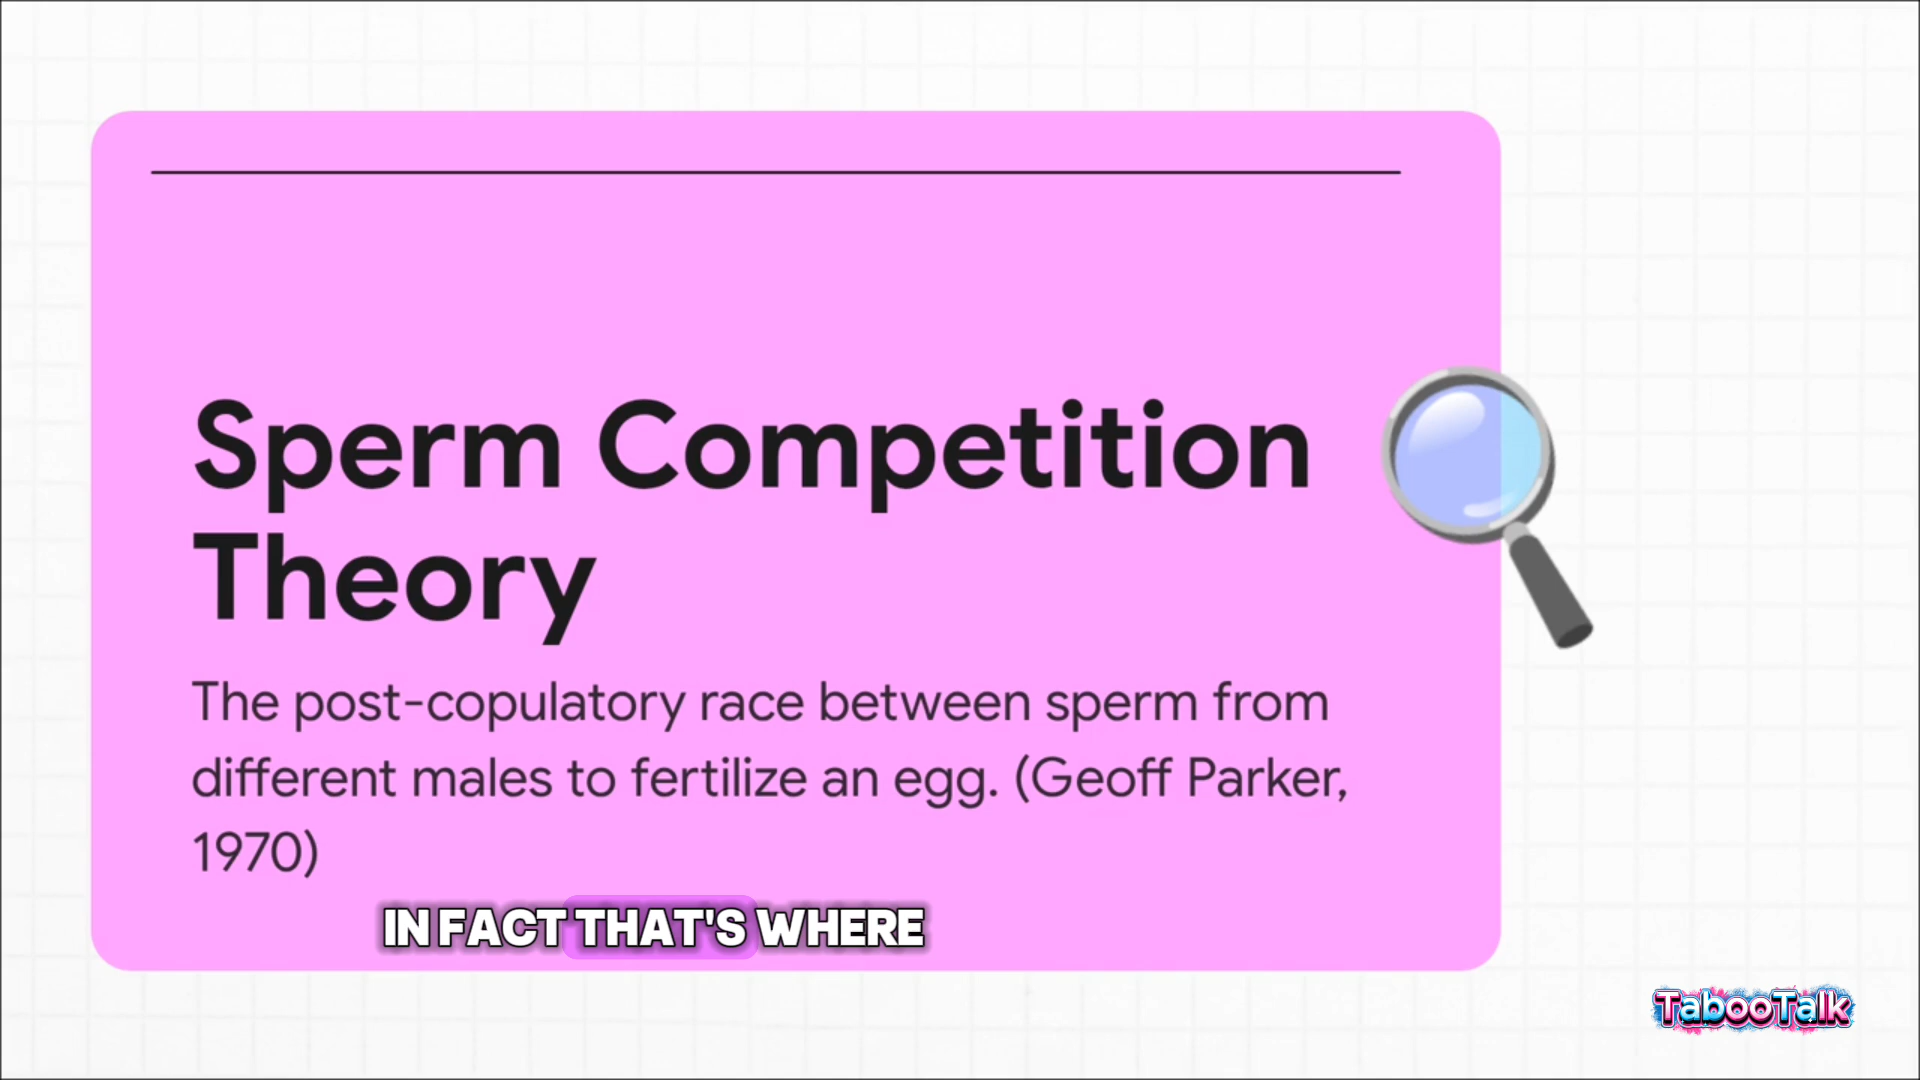 Sperm Competition
Theory
The post-copulatory race between sperm from
different males to fertilize an egg. (Geoff Parker,
1970)
IN FACT THAT'S WHERE
TabooTalk